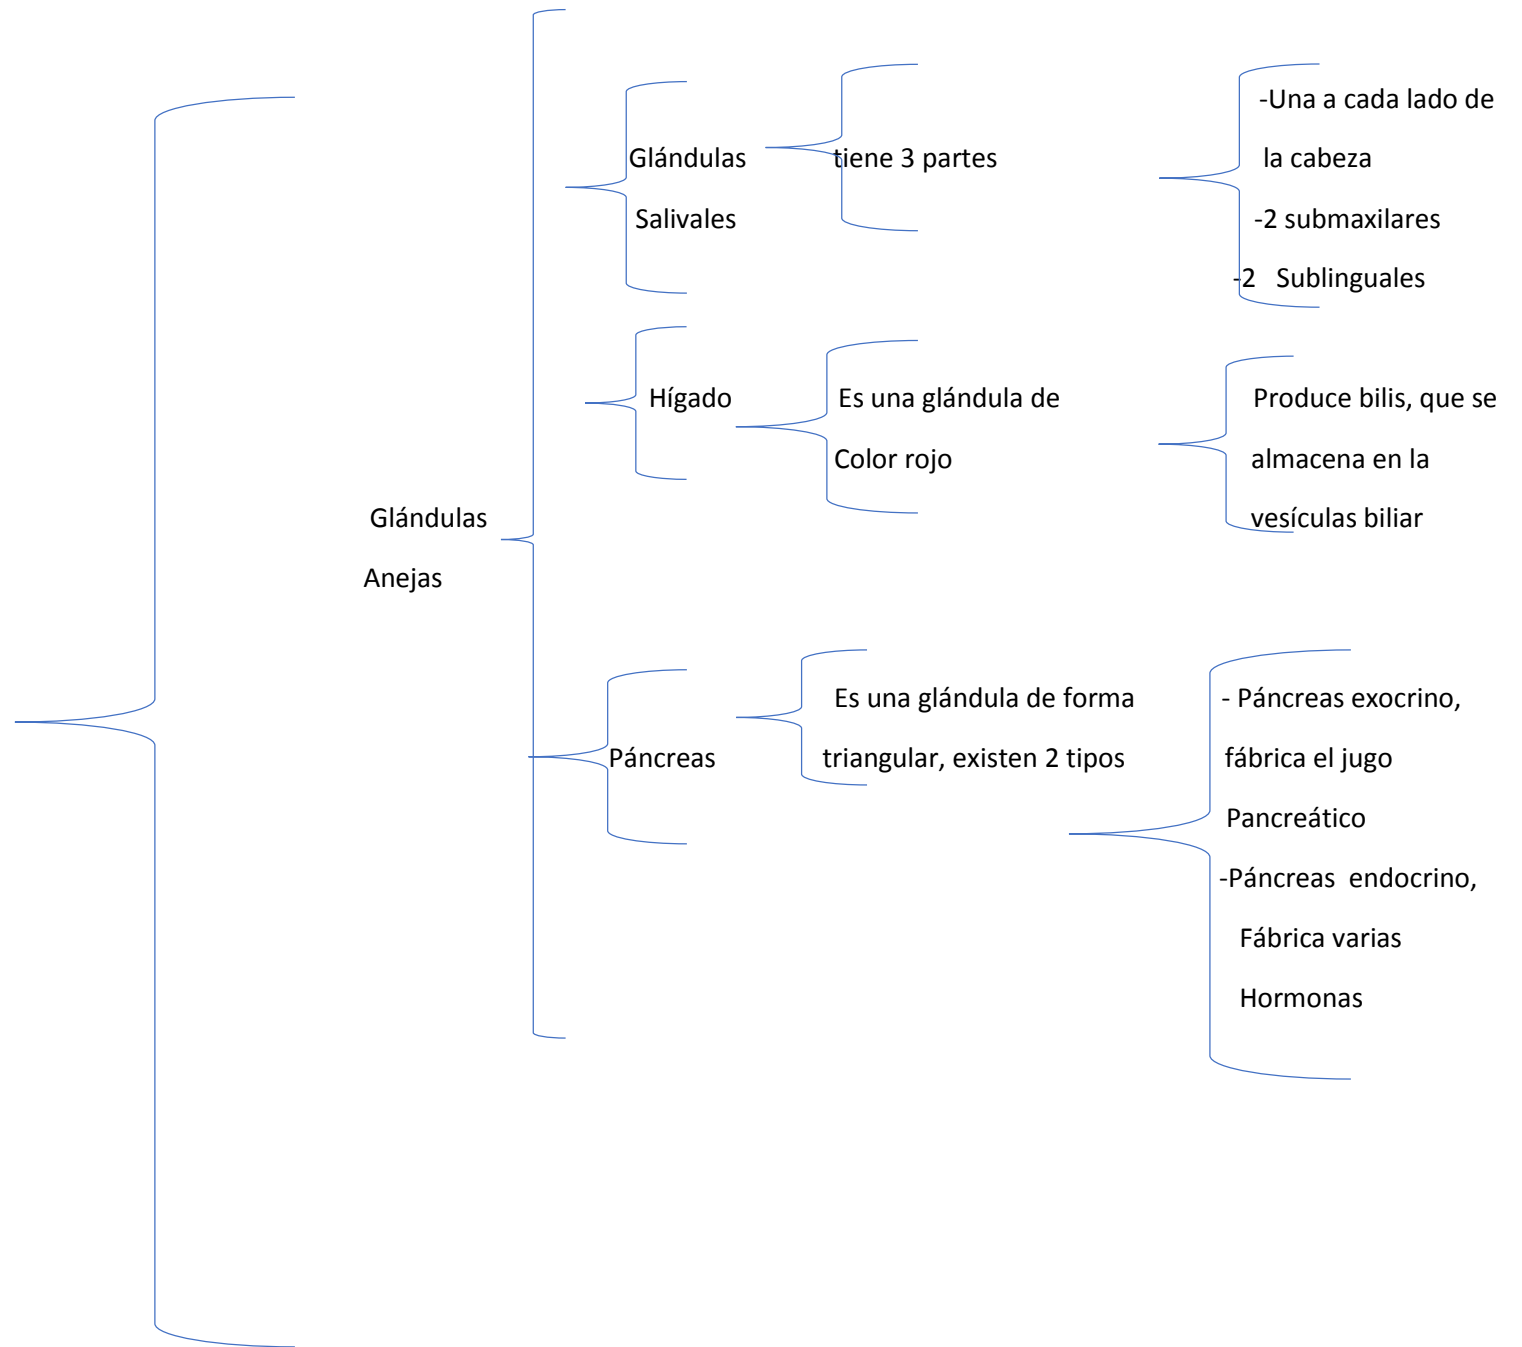 Glándulas
Anejas
Glándulas
Salivales
tiene 3 partes
-Una a cada lado de
la cabeza
-2 submaxilares
-2   Sublinguales
Hígado
Es una glándula de
Color rojo
Produce bilis, que se
almacena en la
vesículas biliar
Páncreas
Es una glándula de forma
triangular, existen 2 tipos
- Páncreas exocrino,
fábrica el jugo
Pancreático
-Páncreas  endocrino,
Fábrica varias
Hormonas